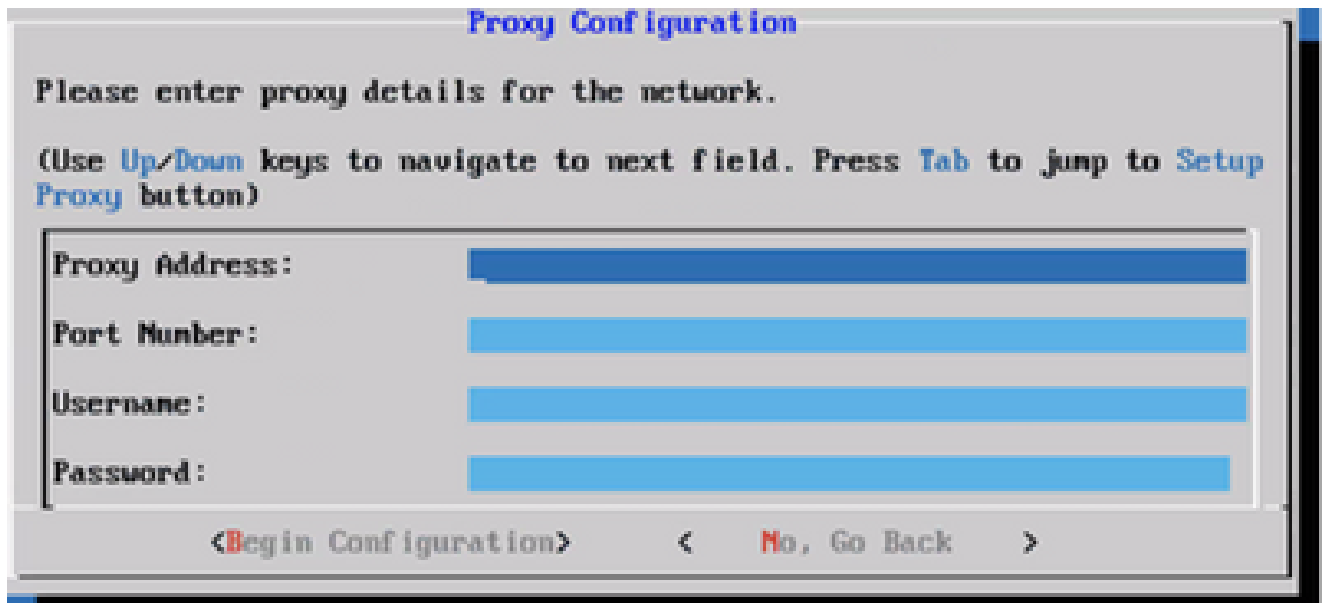 Proxy Configuration
Please enter proxy details for the network.
(Use Up/Down keys to navigate to next field. Press Tab to jump to Setup
Proxy button)
Proxy Address:
Port Number:
Username:
Password:
<Begin Configuration> < No, Go Back >